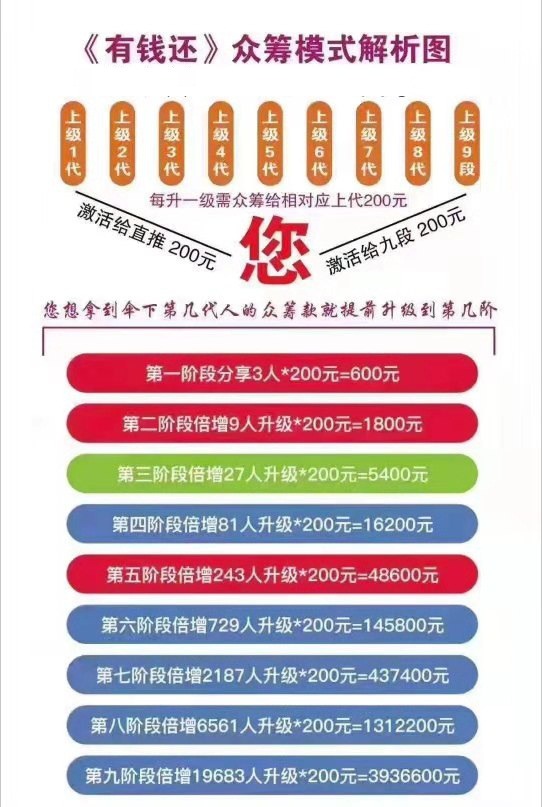 《有钱还》众筹模式解析图
上级1代
上级2代
上级3代
上级4代
上级5代
上级6代
上级7代
上级8代
上级9段
每升一级需众筹给相对应上代200元
激活给直推 200元
您
激活给九段 200元
您想拿到伞下第几代人的众筹款就提前升级到第几阶
第一阶段分享3人*200元=600元
第二阶段倍增9人升级*200元=1800元
第三阶段倍增27人升级*200元=5400元
第四阶段倍增81人升级*200元=16200元
第五阶段倍增243人升级*200元=48600元
第六阶段倍增729人升级*200元=145800元
第七阶段倍增2187人升级*200元=437400元
第八阶段倍增6561人升级*200元=1312200元
第九阶段倍增19683人升级*200元=3936600元